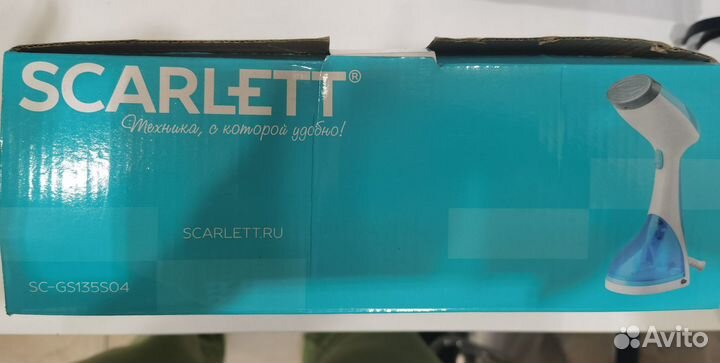 SCARLETT®
Техника, с которой удобно!
SCARLETT.RU
SC-GS135S04
Avito